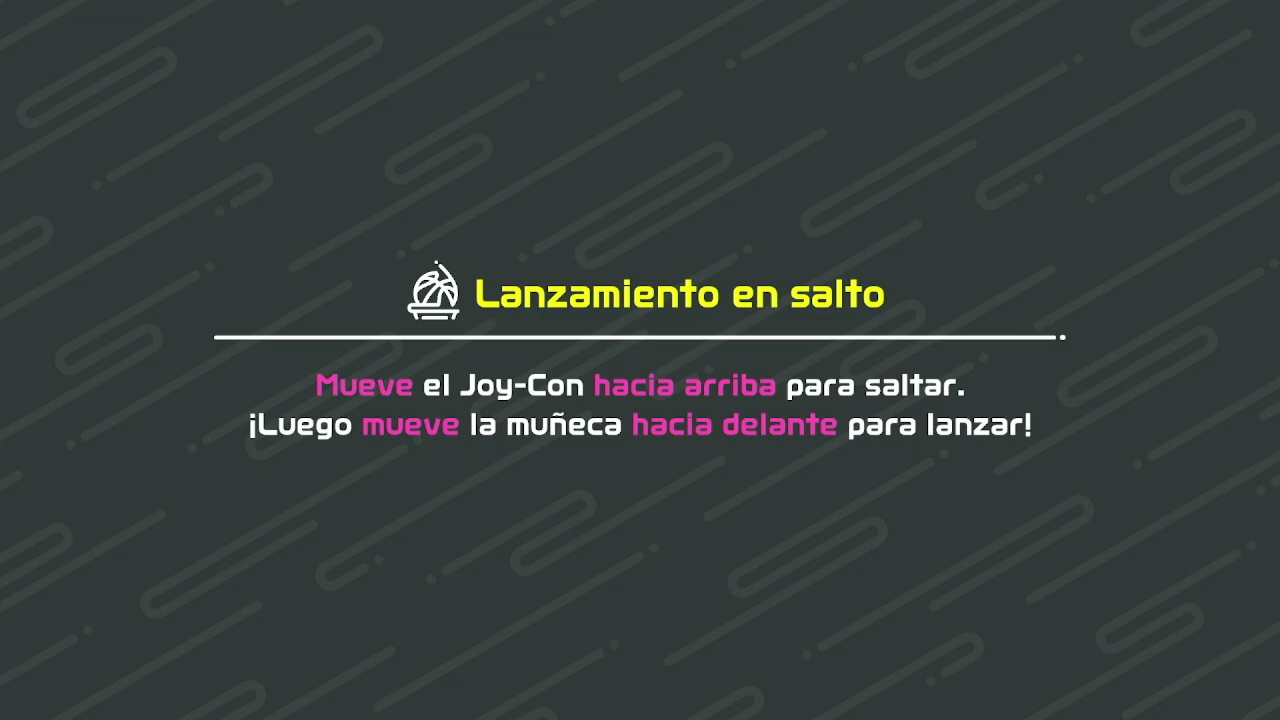 Lanzamiento en salto
Mueve el Joy-Con hacia arriba para saltar.
¡Luego mueve la muñeca hacia delante para lanzar!